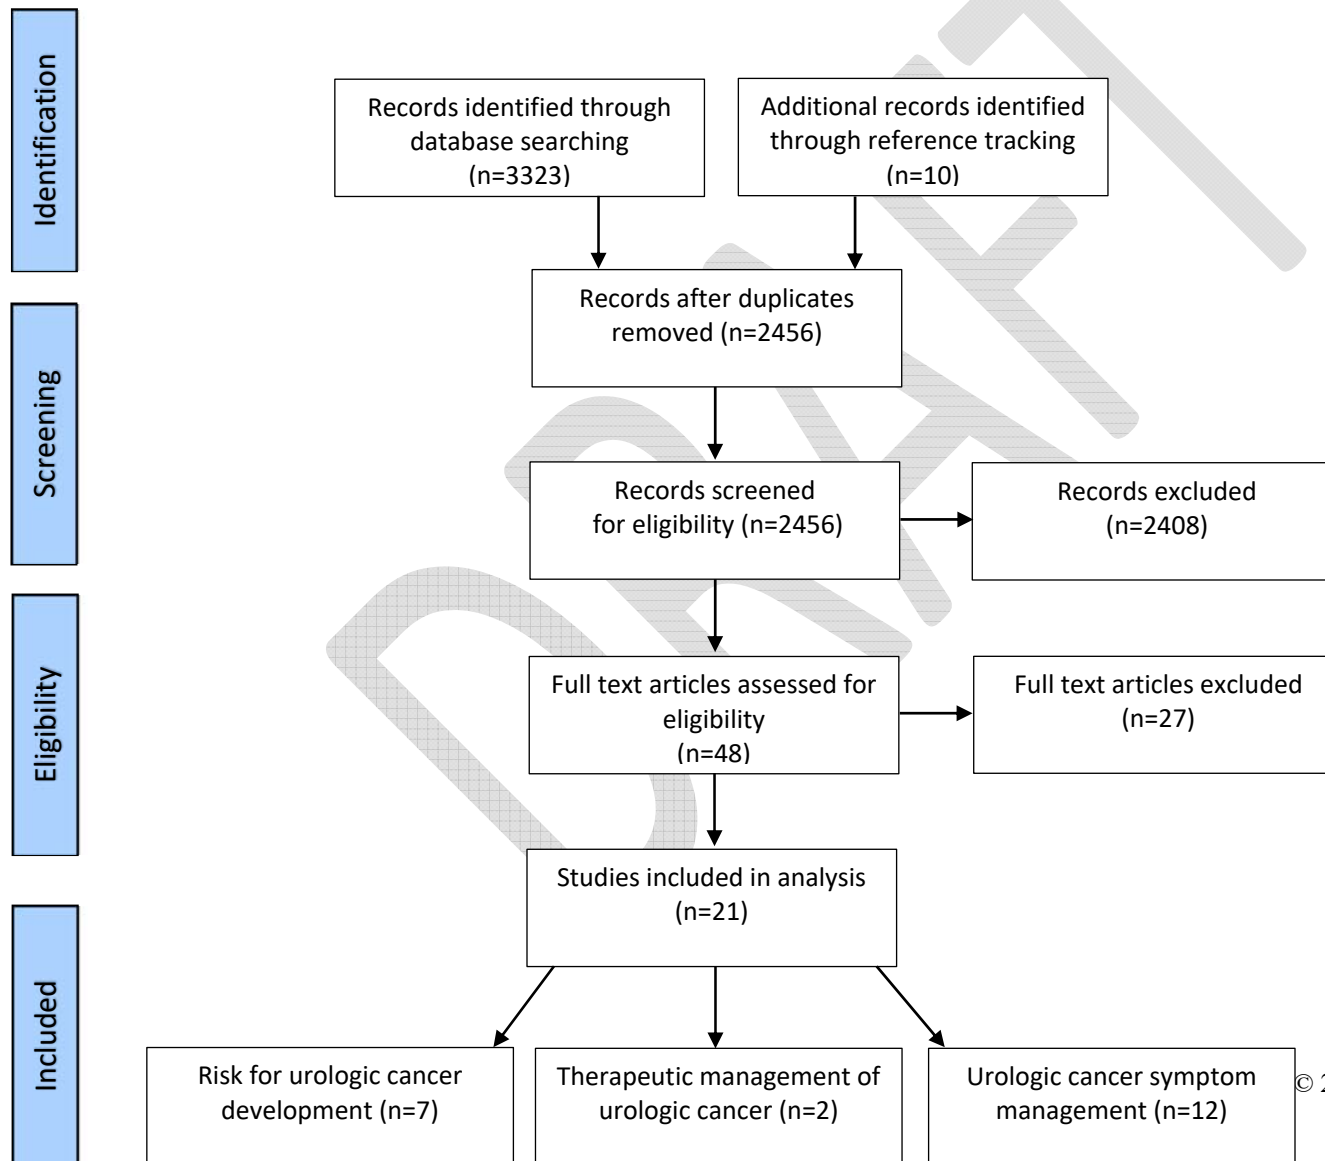 Identification
Records identified through
database searching
(n=3323)
Additional records identified
through reference tracking
(n=10)
Records after duplicates
removed (n=2456)
Screening
Records screened
for eligibility (n=2456)
Records excluded
(n=2408)
Eligibility
Full text articles assessed for
eligibility
(n=48)
Full text articles excluded
(n=27)
Studies included in analysis
(n=21)
Included
Risk for urologic cancer
development (n=7)
Therapeutic management of
urologic cancer (n=2)
Urologic cancer symptom
management (n=12)
© 2
DRAFT